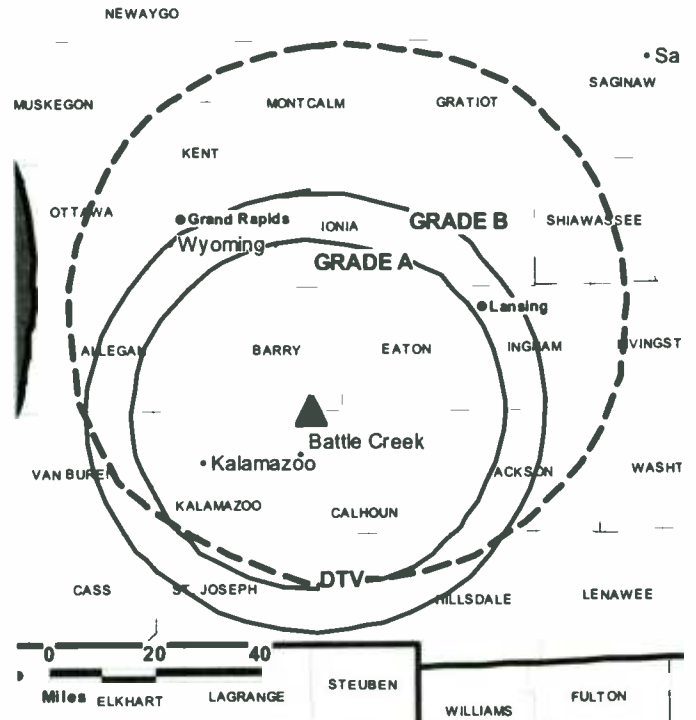 NEWAYGO
Sa
SAGINAW
MUSKEGON
MONTCALM
GRATIOT
KENT
OTTAWA
Grand Rapids
IONIA
GRADE B
SHIAWASSEE
Wyoming
GRADE A
Lansing
ALLEGAN
BARRY
EATON
INGHAM
VINGST
Battle Creek
Kalamazoo
VAN BUREN
ACKSON
WASHT
KALAMAZOO
CALHOUN
DTV
CASS
ST. JOSEPH
HILLSDALE
LENAWEE
0 20 40
Miles
ELKHART
LAGRANGE
STEUBEN
WILLIAMS
FULTON